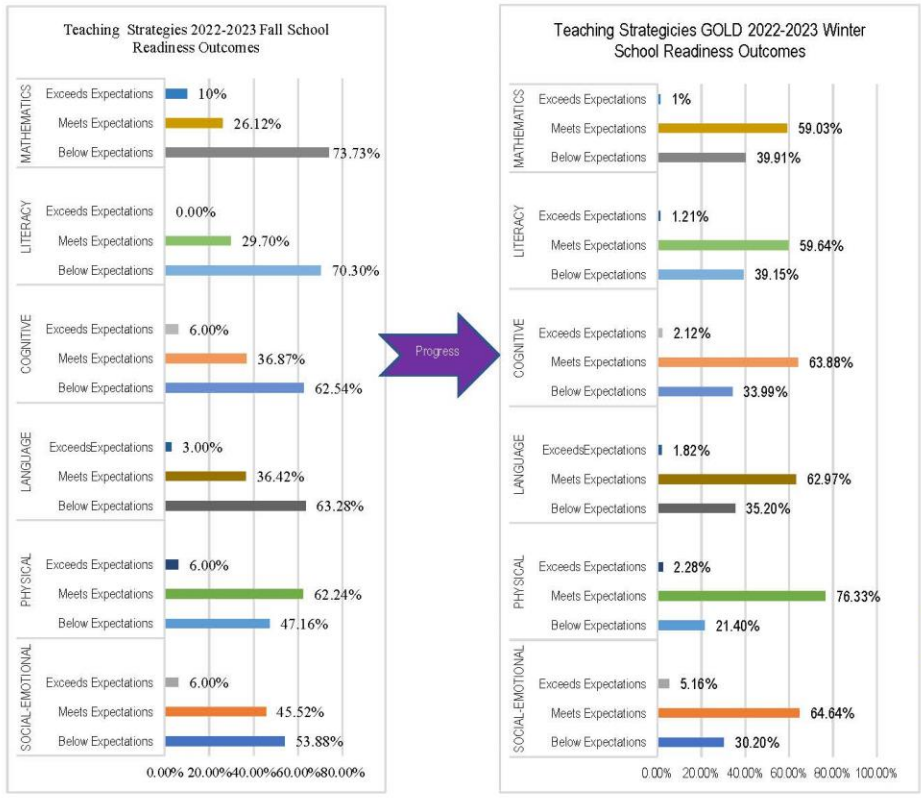 Teaching Strategies 2022-2023 Fall School
Readiness Outcomes
MATHEMATICS
Exceeds Expectations 10%
Meets Expectations 26.12%
Below Expectations 73.73%
LITERACY
Exceeds Expectations 0.00%
Meets Expectations 29.70%
Below Expectations 70.30%
COGNITIVE
Exceeds Expectations 6.00%
Meets Expectations 36.87%
Below Expectations 62.54%
LANGUAGE
ExceedsExpectations 3.00%
Meets Expectations 36.42%
Below Expectations 63.28%
PHYSICAL
Exceeds Expectations 6.00%
Meets Expectations 62.24%
Below Expectations 47.16%
SOCIAL-EMOTIONAL
Exceeds Expectations 6.00%
Meets Expectations 45.52%
Below Expectations 53.88%
0.00% 20.00% 40.00% 60.00% 80.00%
Progress
Teaching Strategicies GOLD 2022-2023 Winter
School Readiness Outcomes
MATHEMATICS
Exceeds Expectations 1%
Meets Expectations 59.03%
Below Expectations 39.91%
LITERACY
Exceeds Expectations 1.21%
Meets Expectations 59.64%
Below Expectations 39.15%
COGNITIVE
Exceeds Expectations 2.12%
Meets Expectations 63.88%
Below Expectations 33.99%
LANGUAGE
ExceedsExpectations 1.82%
Meets Expectations 62.97%
Below Expectations 35.20%
PHYSICAL
Exceeds Expectations 2.28%
Meets Expectations 76.33%
Below Expectations 21.40%
SOCIAL-EMOTIONAL
Exceeds Expectations 5.16%
Meets Expectations 64.64%
Below Expectations 30.20%
0.00% 20.00% 40.00% 60.00% 80.00% 100.00%